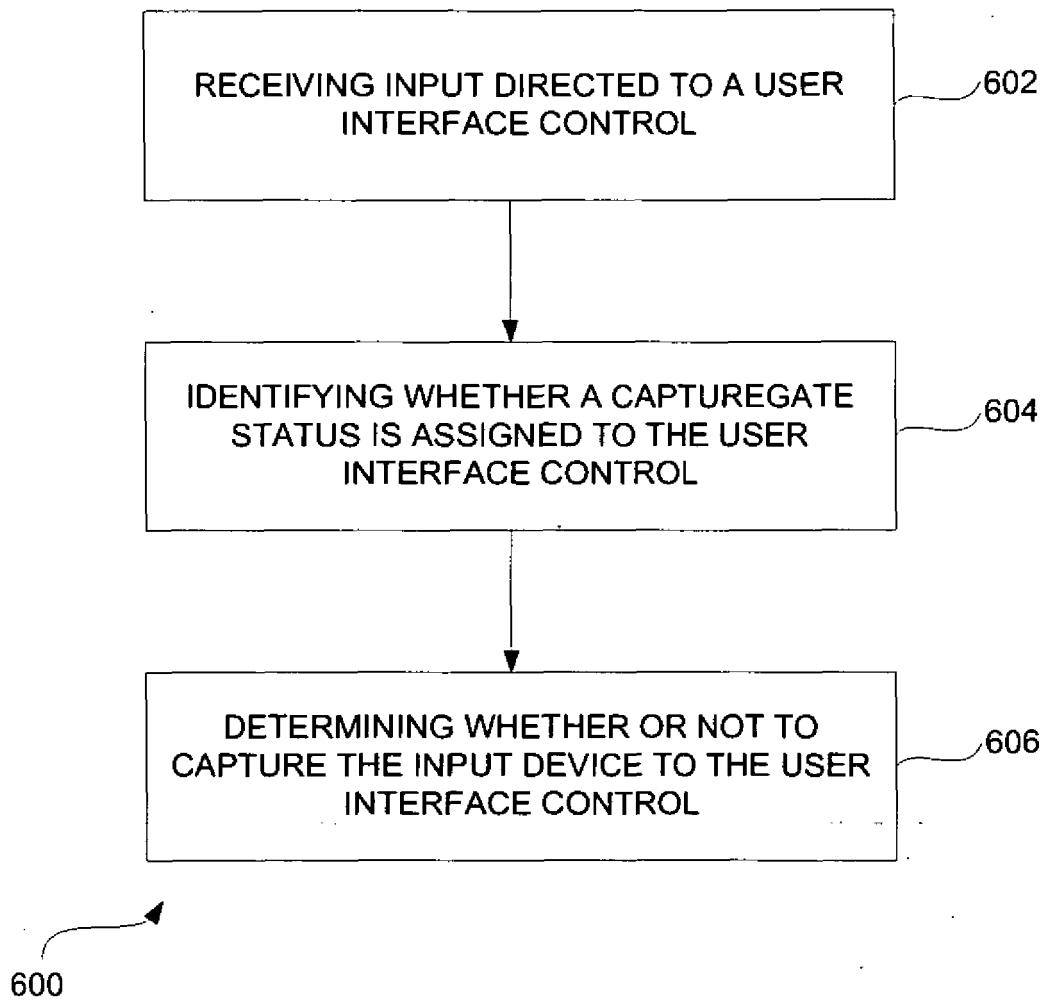 RECEIVING INPUT DIRECTED TO A USER
INTERFACE CONTROL
602
IDENTIFYING WHETHER A CAPTUREGATE
STATUS IS ASSIGNED TO THE USER
INTERFACE CONTROL
604
DETERMINING WHETHER OR NOT TO
CAPTURE THE INPUT DEVICE TO THE USER
INTERFACE CONTROL
606
600